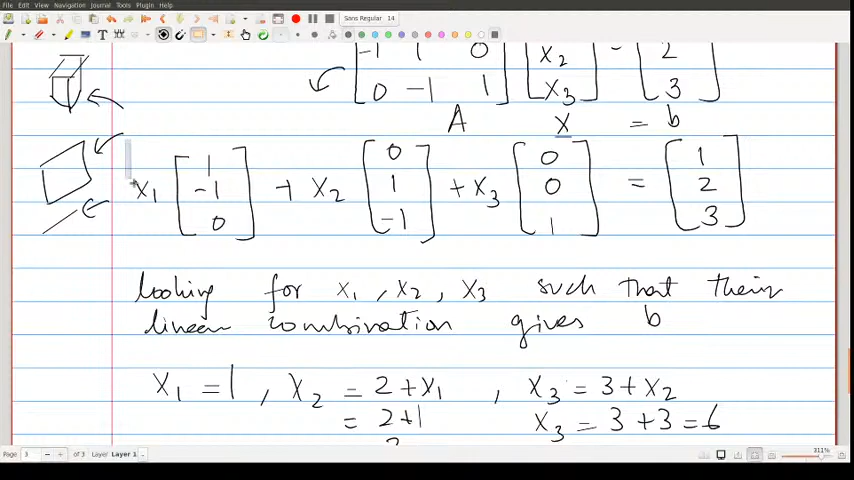 File Edit View Navigation Journal Tools Plugin Help
Sans Regular 14
-1 1 0 x2 2
0 -1 1 x3 3
A x = b
x1 [1 -1 0] + x2 [0 1 -1] + x3 [0 0 1] = [1 2 3]
looking for x1, x2, x3 such that their
linear combination gives b
x1 = 1, x2 = 2 + x1, x3 = 3 + x2
= 2+1 x3 = 3 + 3 = 6
Page 3 of 3 Layer Layer 1 311%